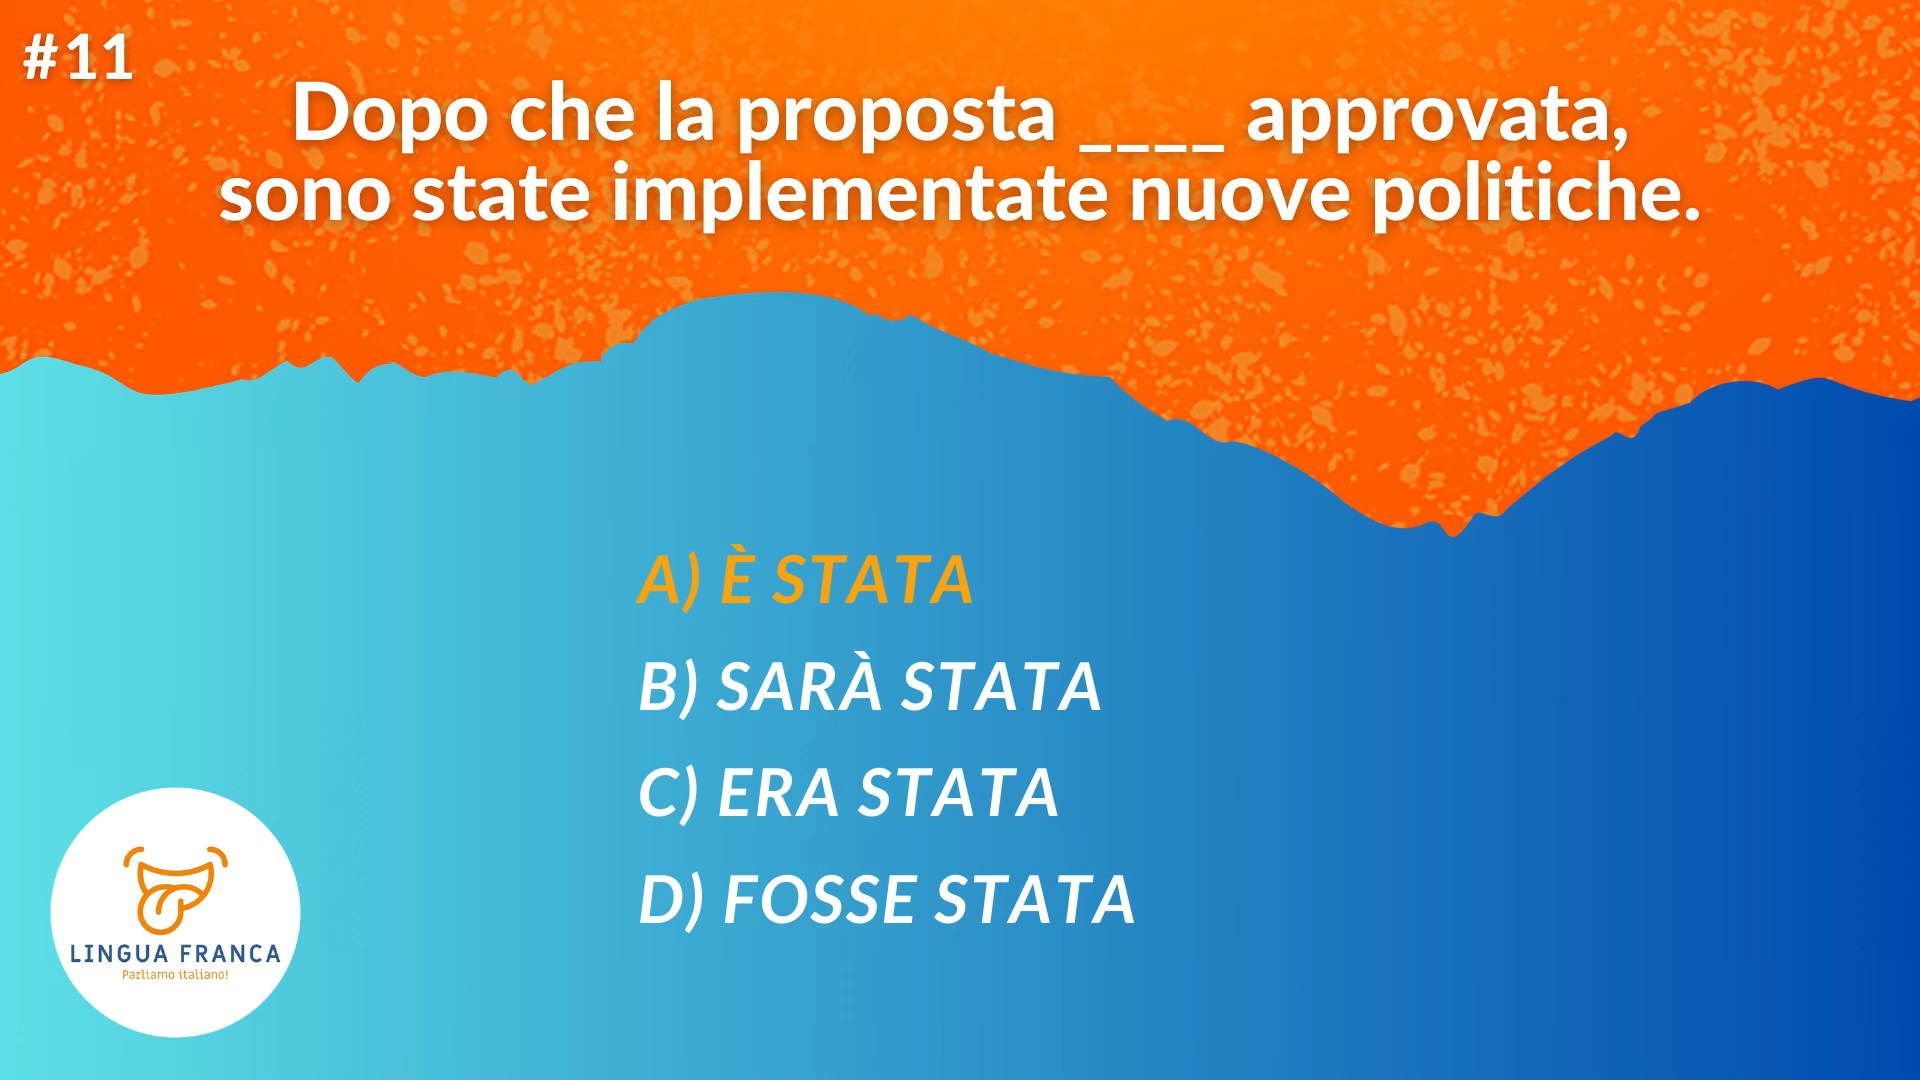 #11
Dopo che la proposta ____ approvata,
sono state implementate nuove politiche.
A) È STATA
B) SARÀ STATA
C) ERA STATA
D) FOSSE STATA
LINGUA FRANCA
Parliamo italiano!